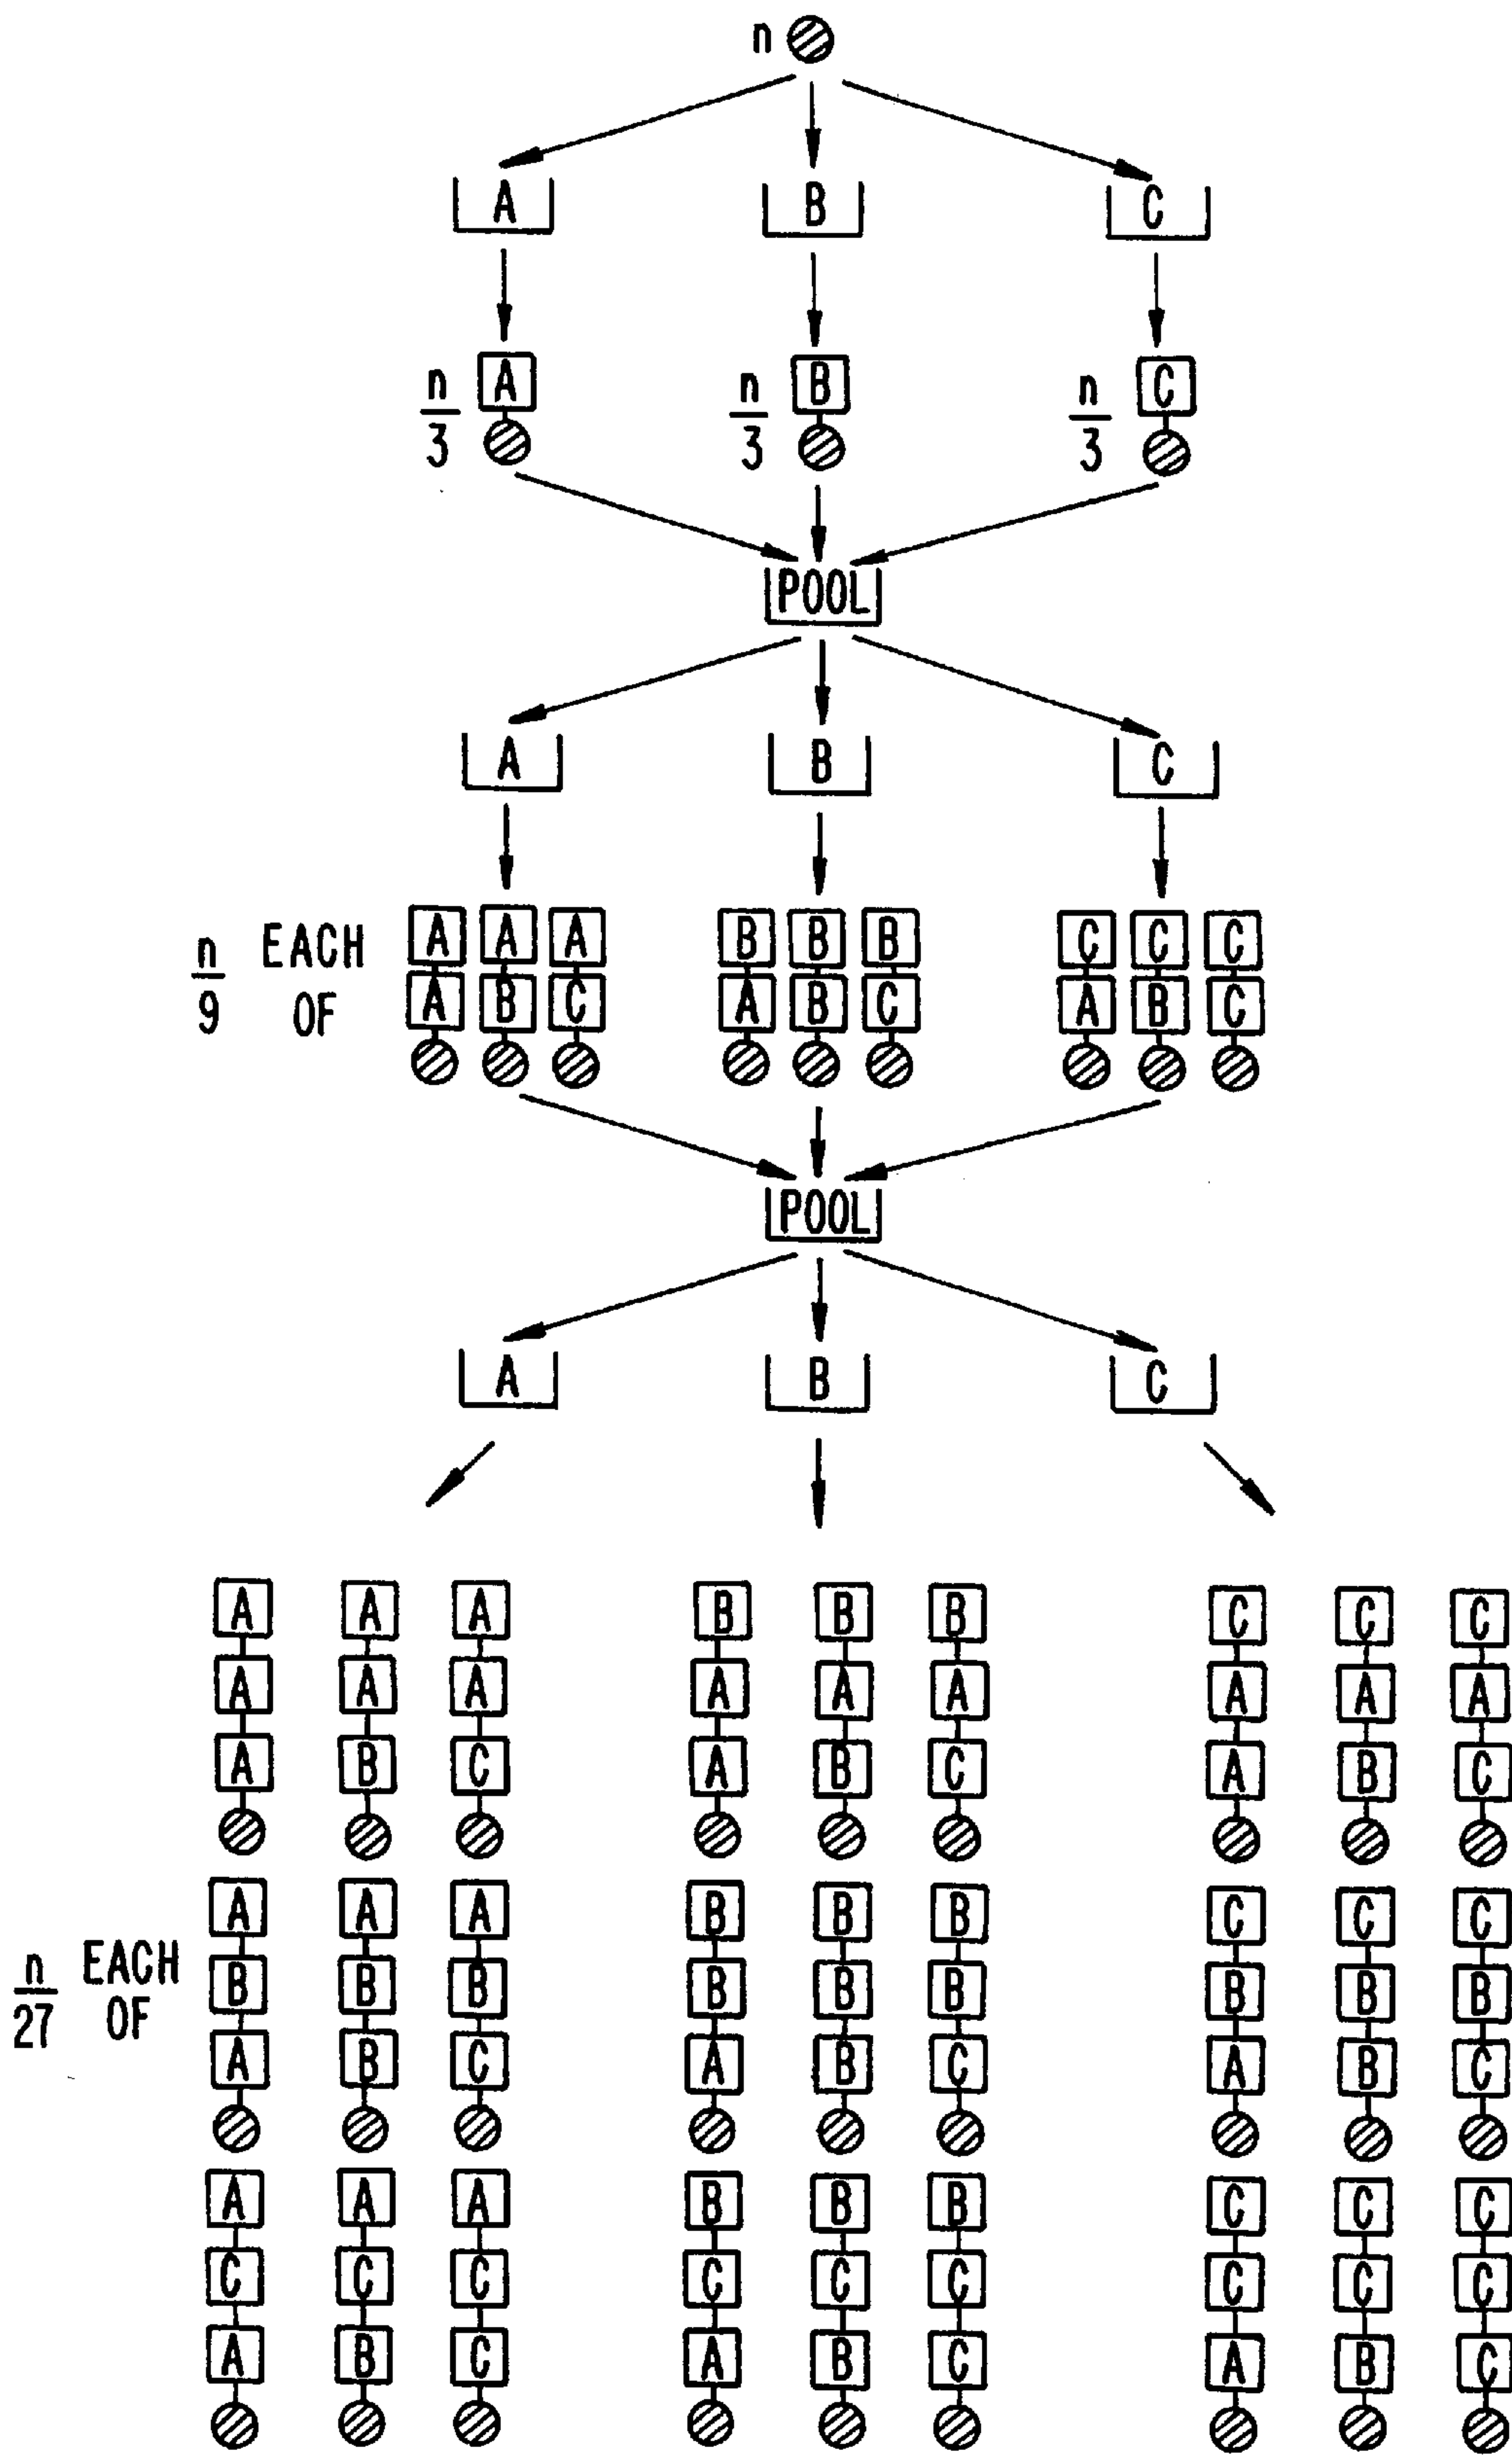 n
A B C
n/3 A n/3 B n/3 C
POOL
A B C
n/9 EACH OF
A A A B B B C C C
A B C A B C A B C
POOL
A B C
n/27 EACH OF
A A A B B B C C C
A A A A A A A A A
A B C A B C A B C
A A A B B B C C C
B B B B B B B B B
A B C A B C A B C
A A A B B B C C C
C C C C C C C C C
A B C A B C A B C